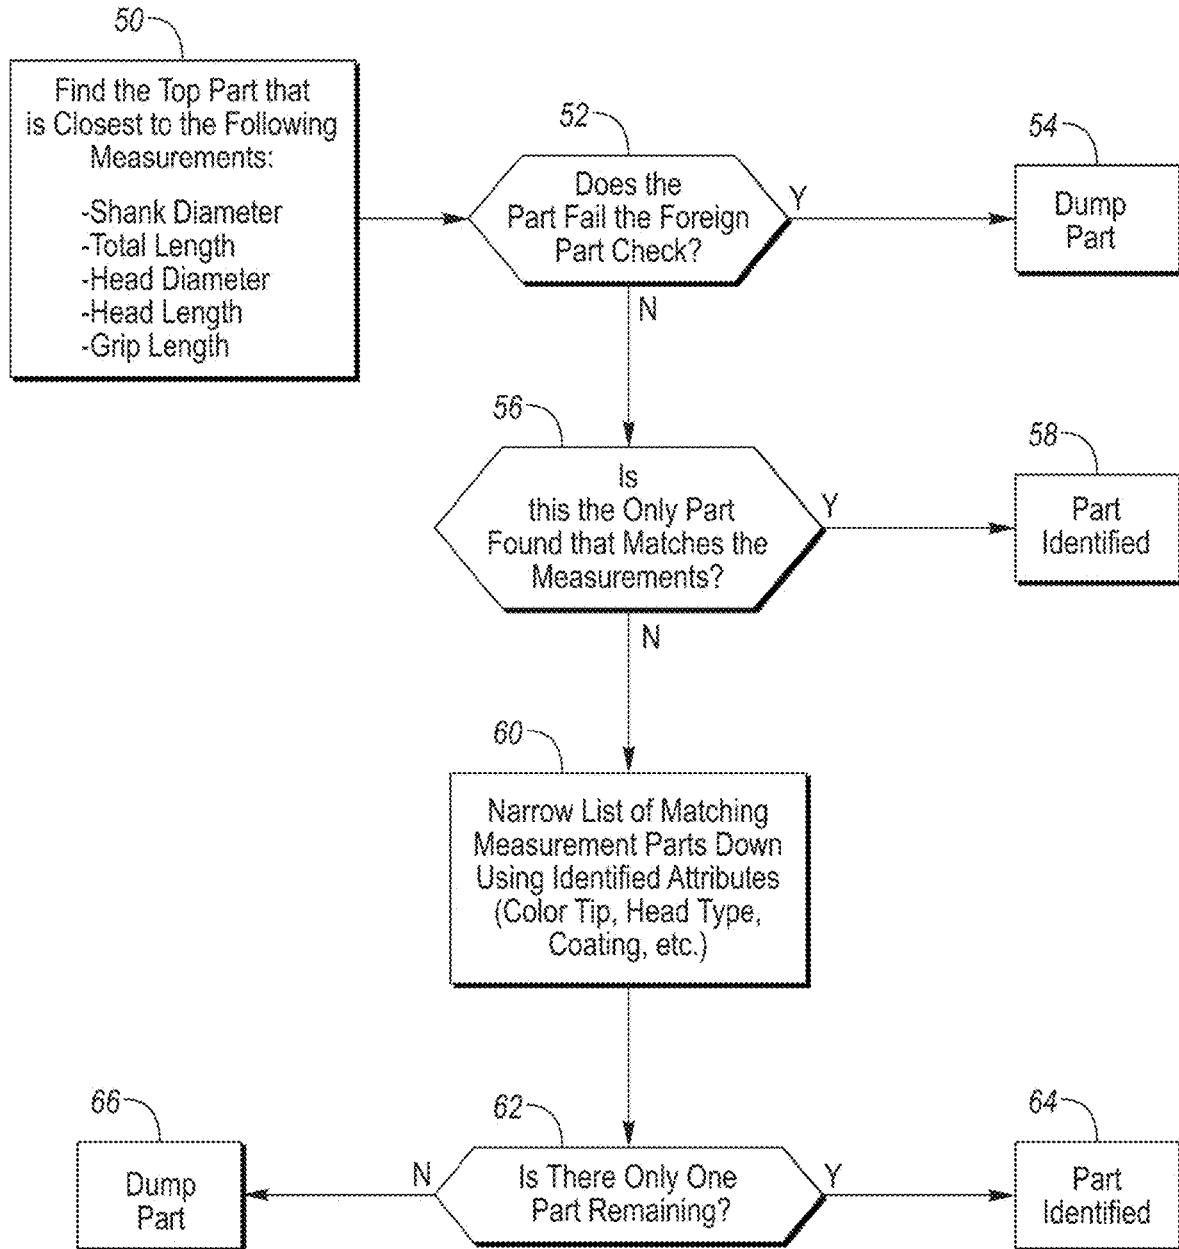 50
Find the Top Part that
is Closest to the Following
Measurements:
-Shank Diameter
-Total Length
-Head Diameter
-Head Length
-Grip Length
52
Does the
Part Fail the Foreign
Part Check?
Y
N
54
Dump
Part
56
Is
this the Only Part
Found that Matches the
Measurements?
Y
N
58
Part
Identified
60
Narrow List of Matching
Measurement Parts Down
Using Identified Attributes
(Color Tip, Head Type,
Coating, etc.)
62
Is There Only One
Part Remaining?
N
Y
64
Part
Identified
66
Dump
Part